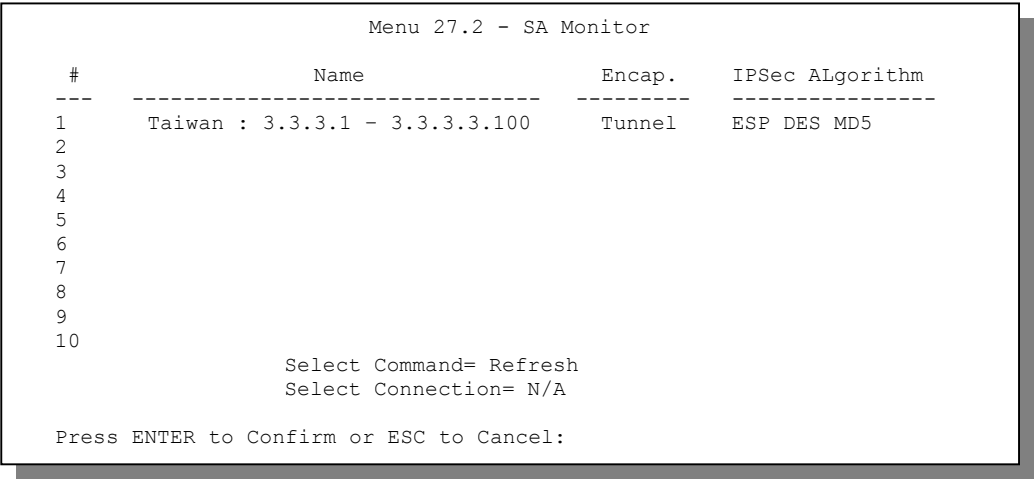 Menu 27.2 - SA Monitor
# Name Encap. IPSec ALgorithm
--- -------------------------------- --------- ----------------
1 Taiwan : 3.3.3.1 – 3.3.3.3.100 Tunnel ESP DES MD5
2
3
4
5
6
7
8
9
10
Select Command= Refresh
Select Connection= N/A
Press ENTER to Confirm or ESC to Cancel: